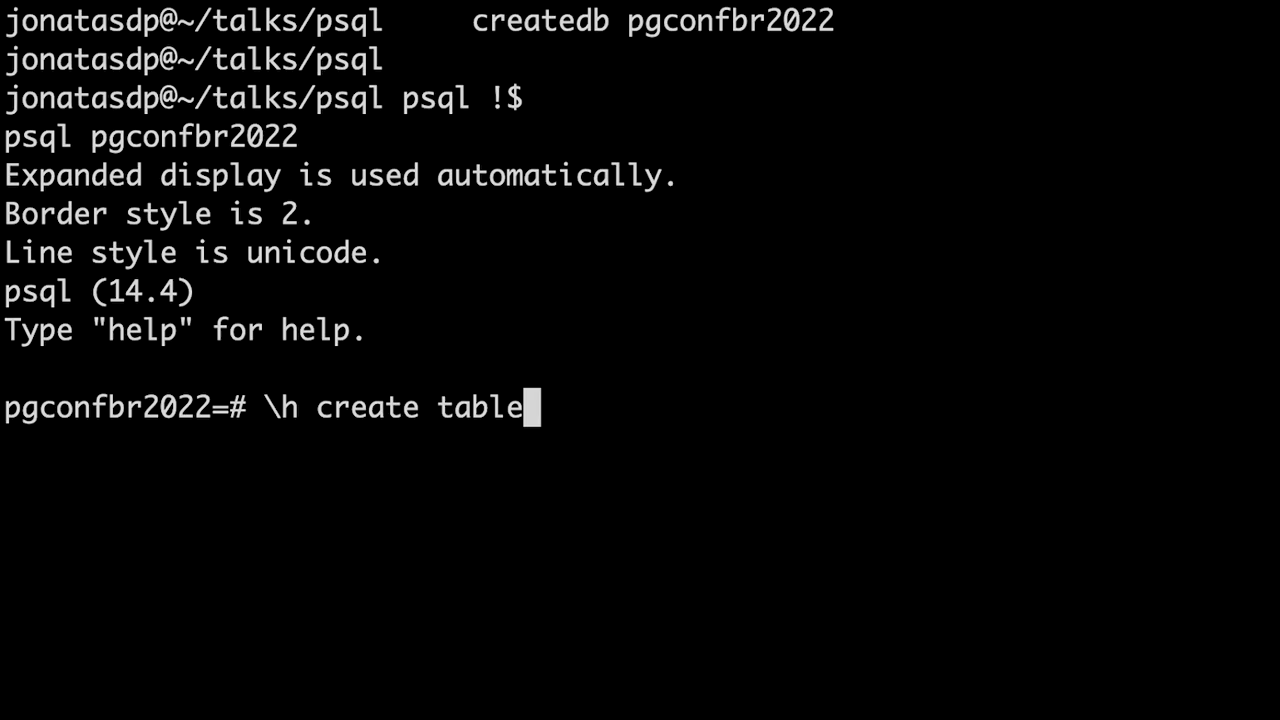 jonatasdp@~/talks/psql     createdb pgconfbr2022
jonatasdp@~/talks/psql
jonatasdp@~/talks/psql psql !$
psql pgconfbr2022
Expanded display is used automatically.
Border style is 2.
Line style is unicode.
psql (14.4)
Type "help" for help.
pgconfbr2022=# \h create table